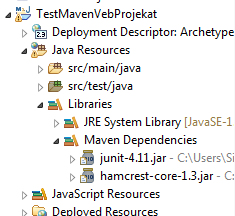 TestMavenVebProjekat
Deployment Descriptor: Archetype
Java Resources
src/main/java
src/test/java
Libraries
JRE System Library [JavaSE-1
Maven Dependencies
junit-4.11.jar - C:\Users\Si
hamcrest-core-1.3.jar - C:\
JavaScript Resources
Deployed Resources